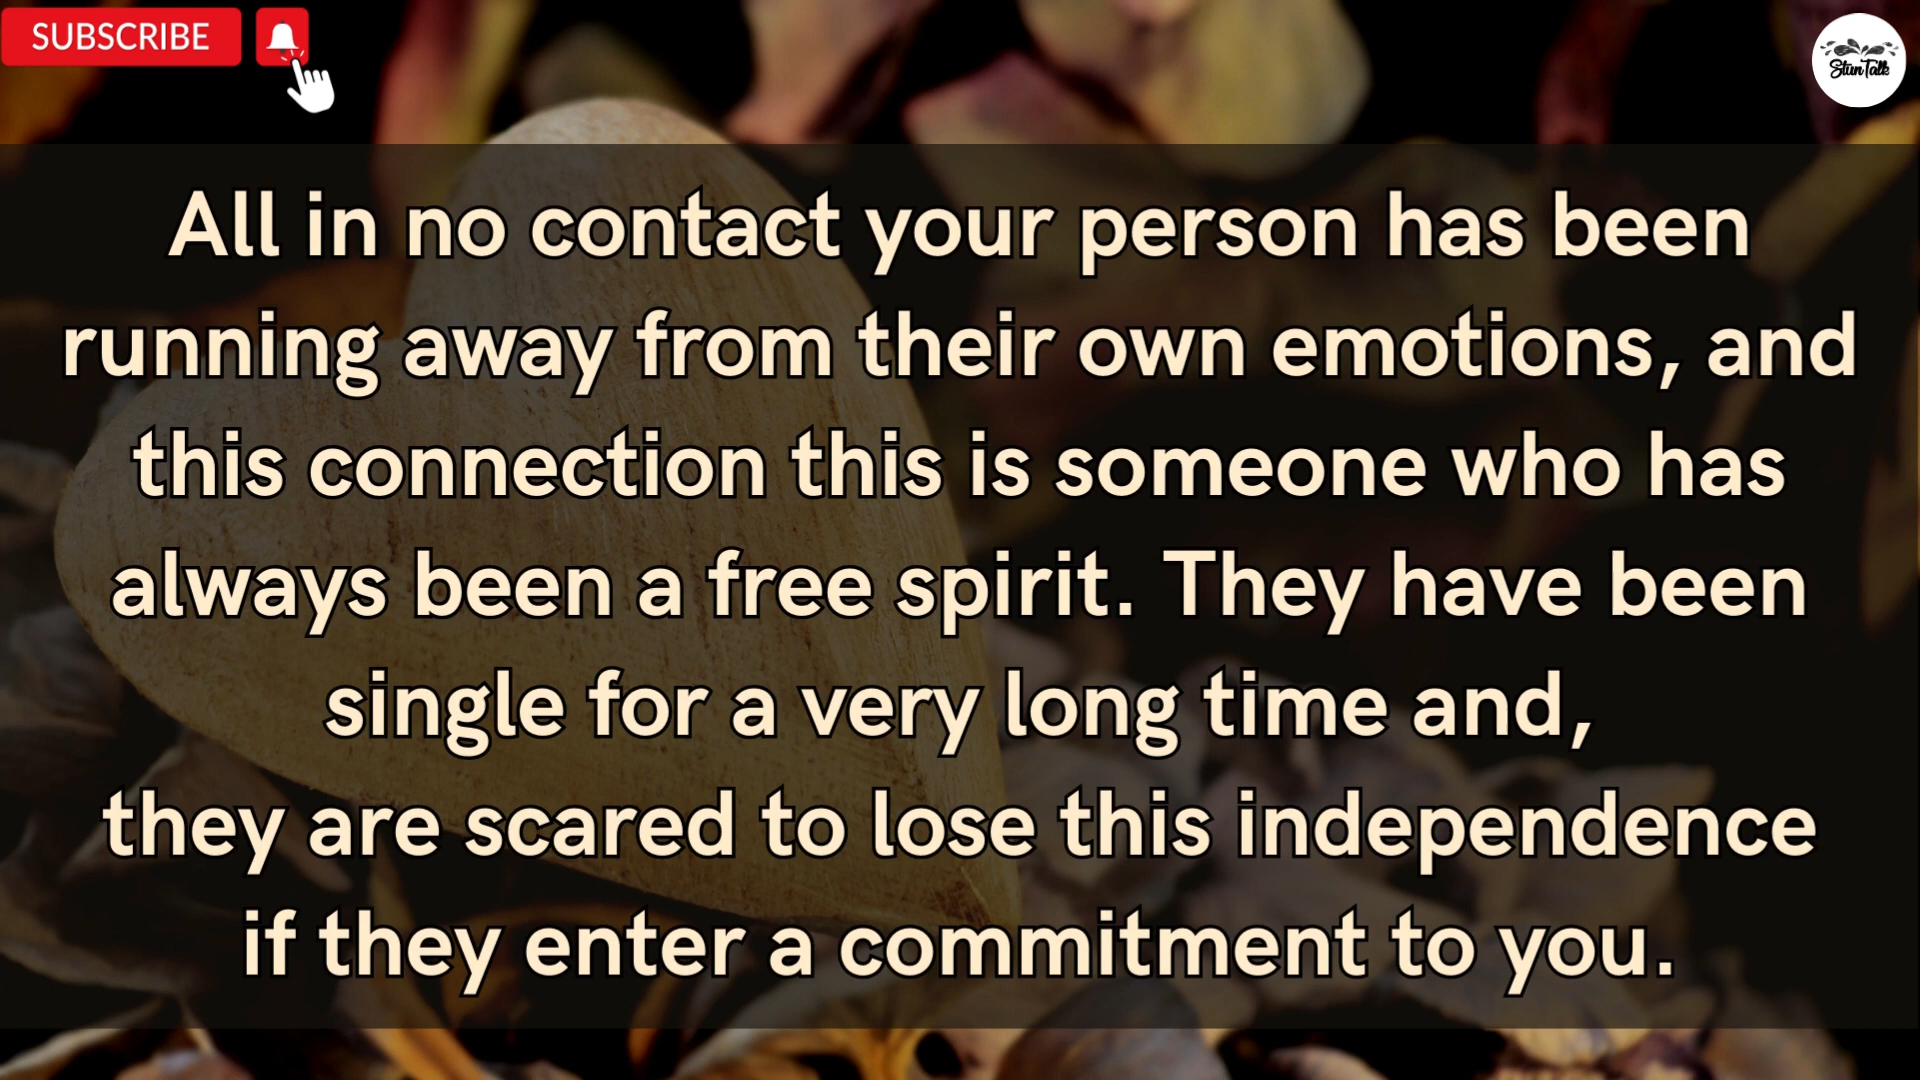 SUBSCRIBE
StunTalk
All in no contact your person has been
running away from their own emotions, and
this connection this is someone who has
always been a free spirit. They have been
single for a very long time and,
they are scared to lose this independence
if they enter a commitment to you.